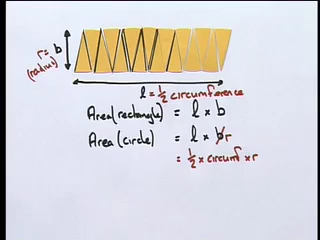 r = b
(radius)
l = 1/2 circumference
Area (rectangle) = l x b
Area (circle) = l x b r
= 1/2 x circumf x r